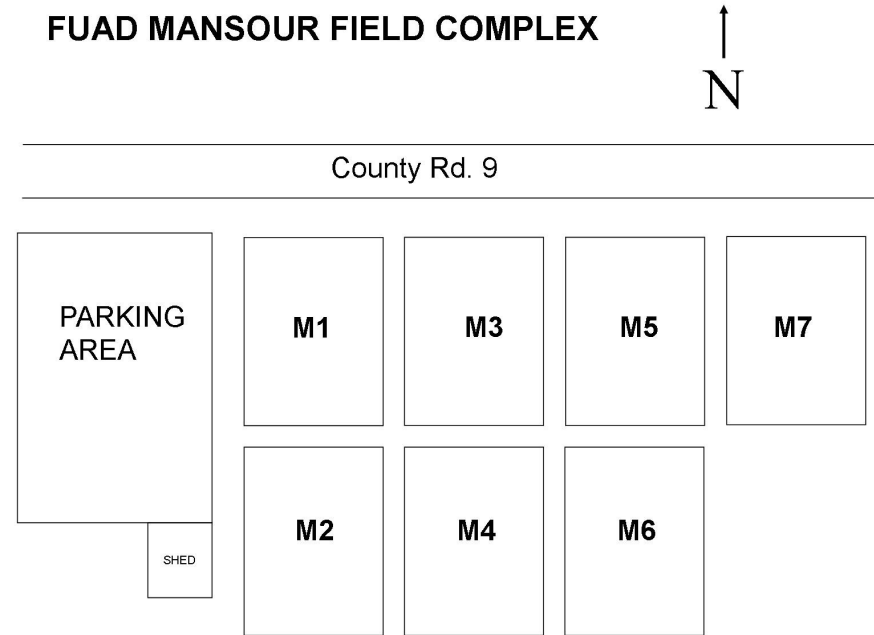 FUAD MANSOUR FIELD COMPLEX
N
County Rd. 9
PARKING
AREA
M1
M3
M5
M7
M2
M4
M6
SHED